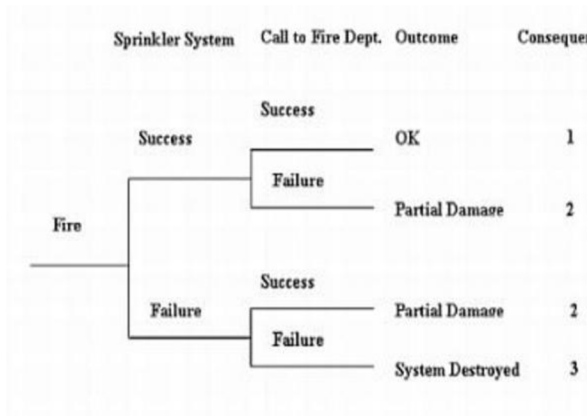 Sprinkler System Call to Fire Dept. Outcome Consequen
Success
Success OK 1
Failure
Partial Damage 2
Fire
Success
Failure Partial Damage 2
Failure
System Destroyed 3